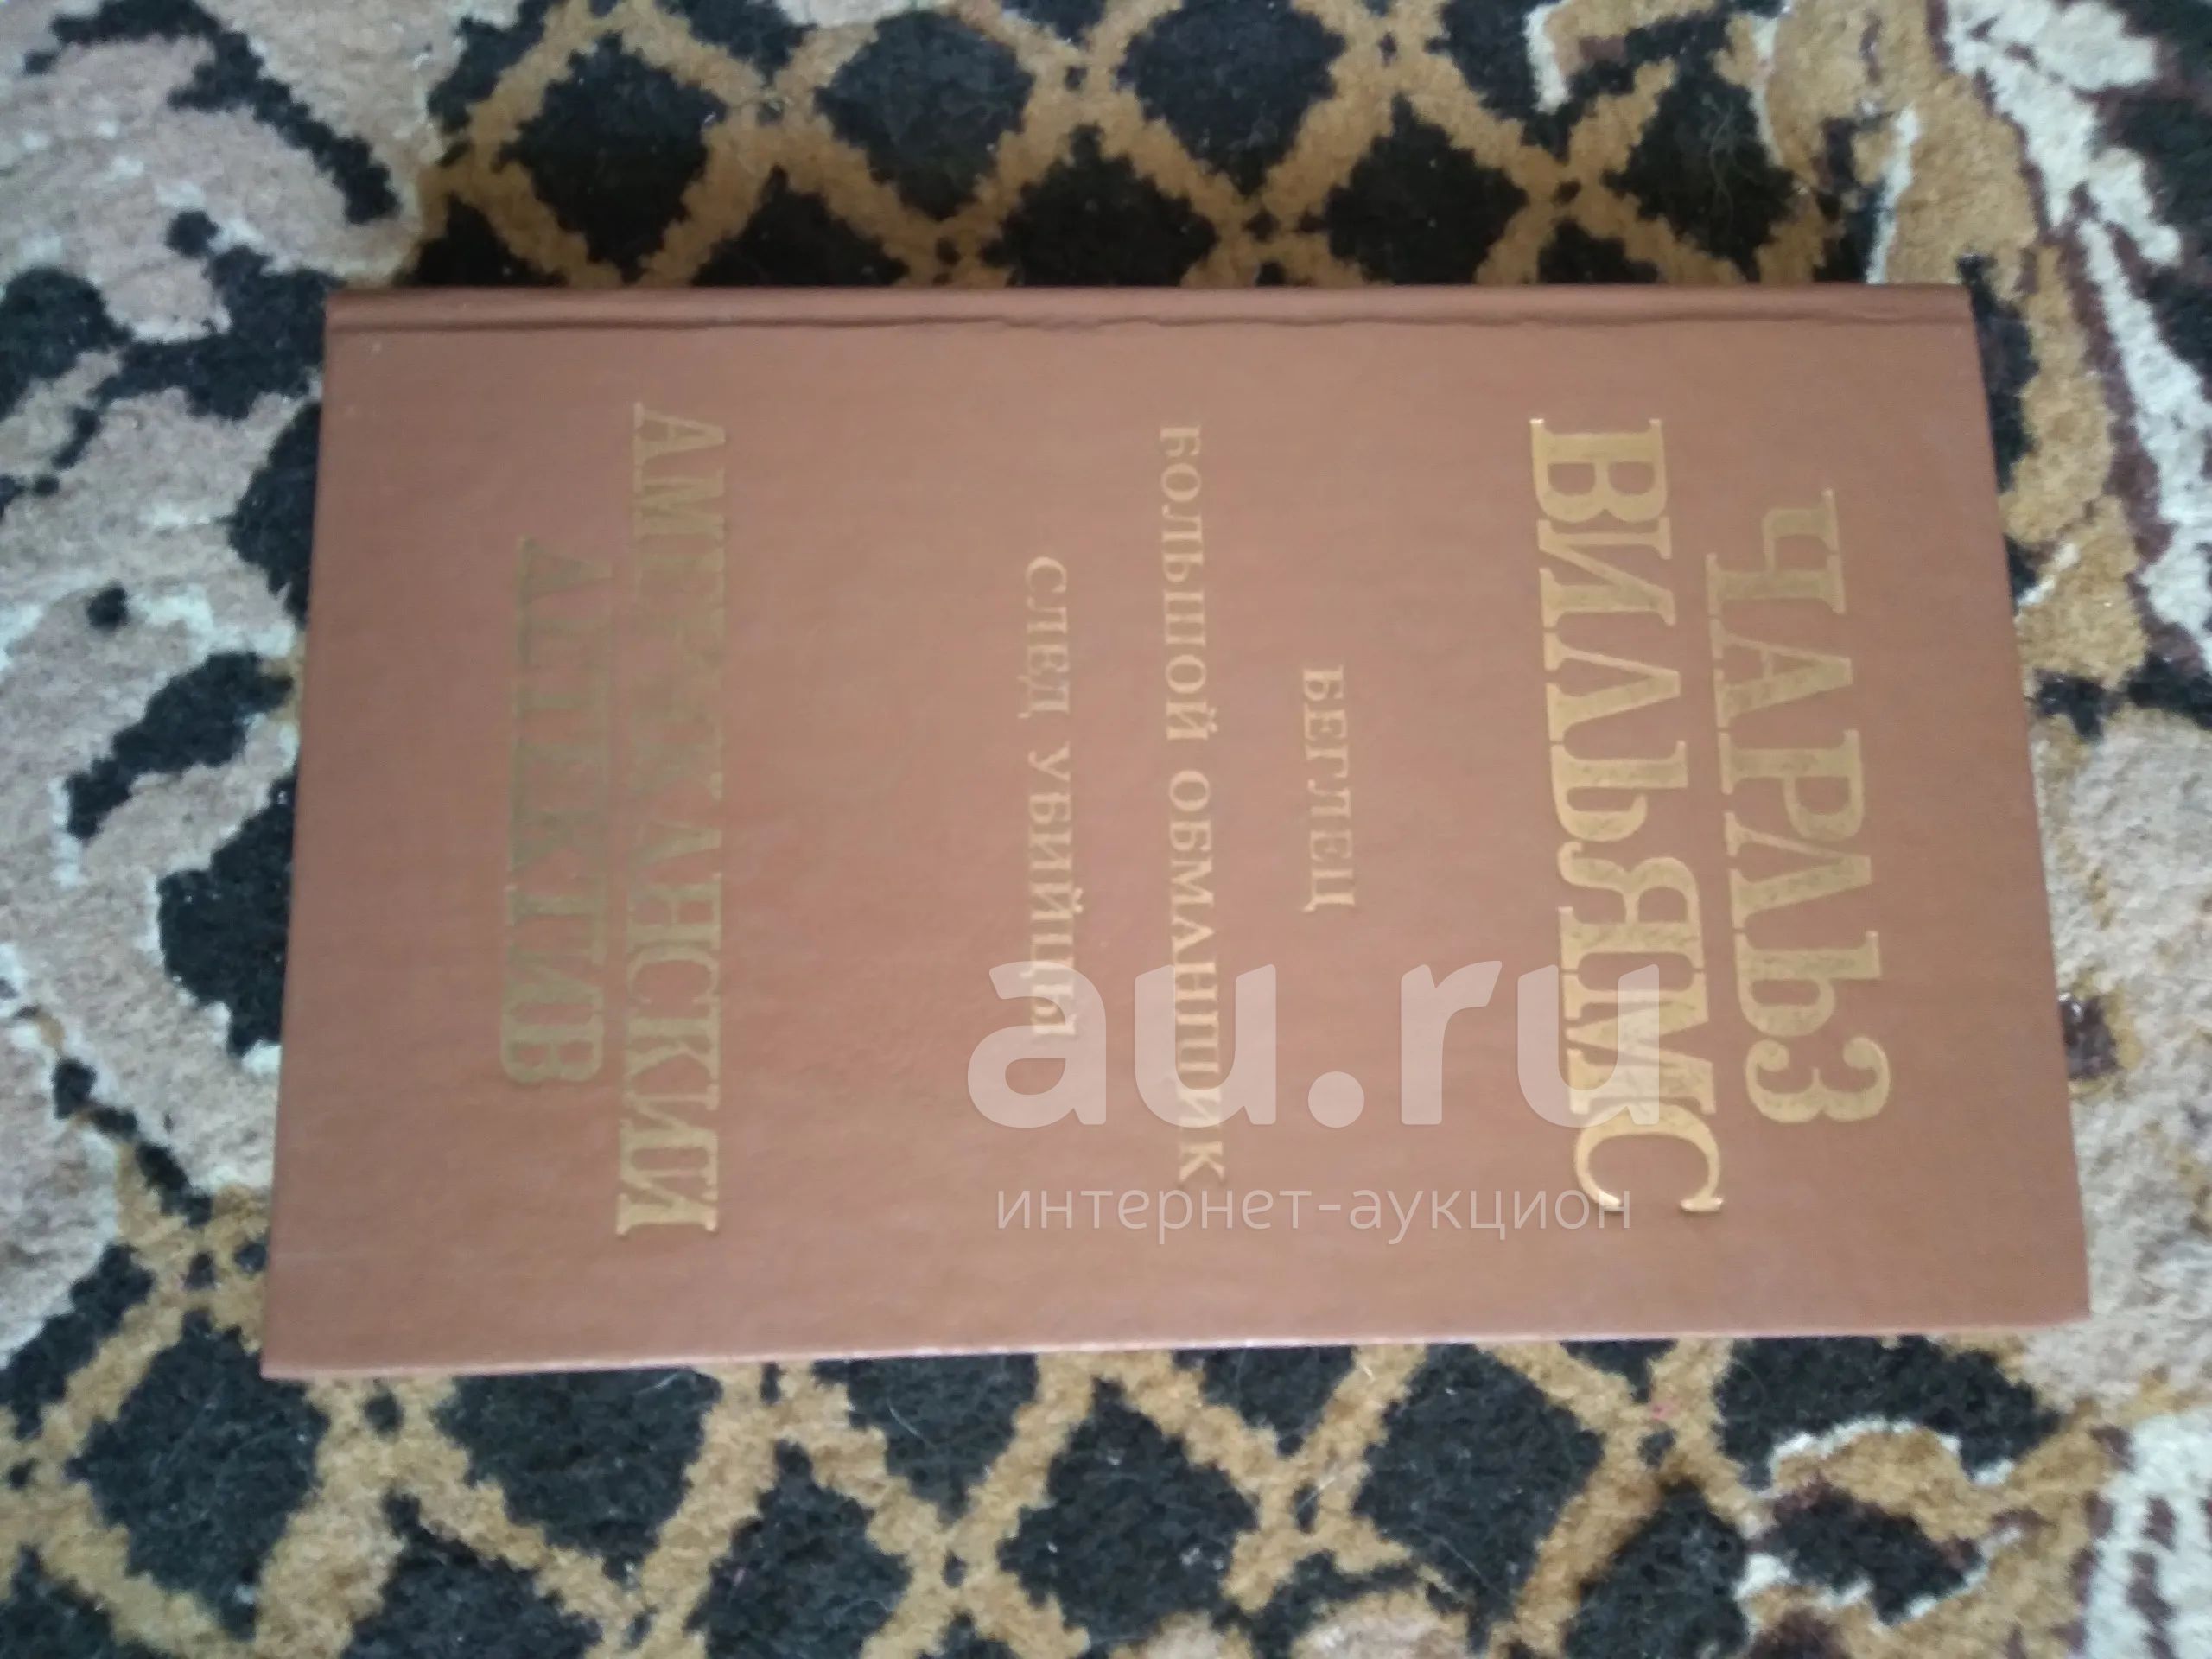 ЧАРЛЬЗ
ВИЛЬЯМС
БЕГЛЕЦ
БОЛЬШОЙ ОБМАНЩИК
СЛЕД УБИЙЦЫ
АМЕРИКАНСКИЙ
ДЕТЕКТИВ
au.ru
интернет-аукцион